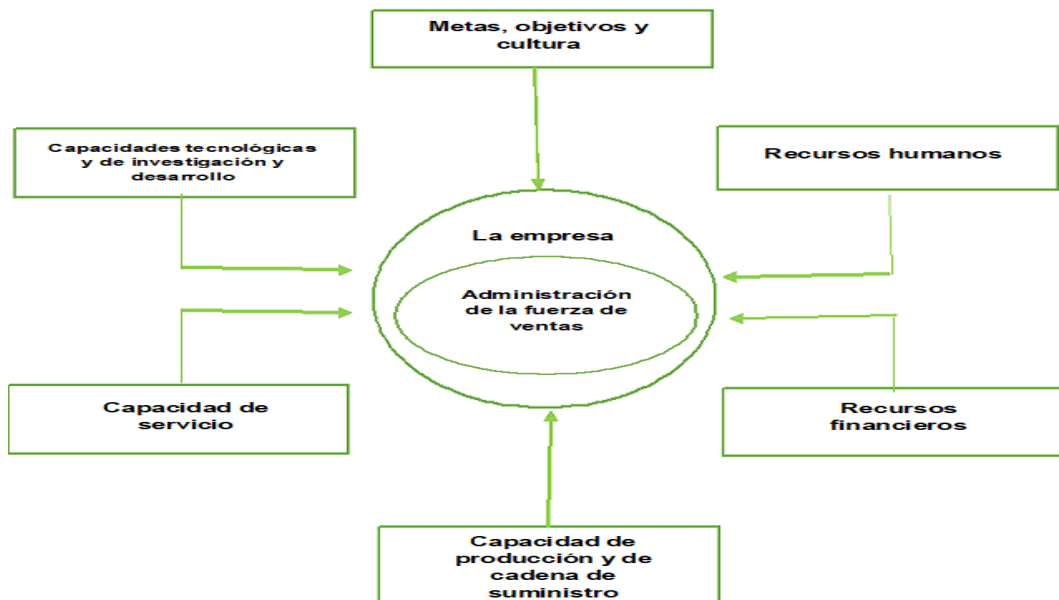 Metas, objetivos y
cultura
Capacidades tecnológicas
y de investigación y
desarrollo
Recursos humanos
La empresa
Administración
de la fuerza de
ventas
Capacidad de
servicio
Recursos
financieros
Capacidad de
producción y de
cadena de
suministro